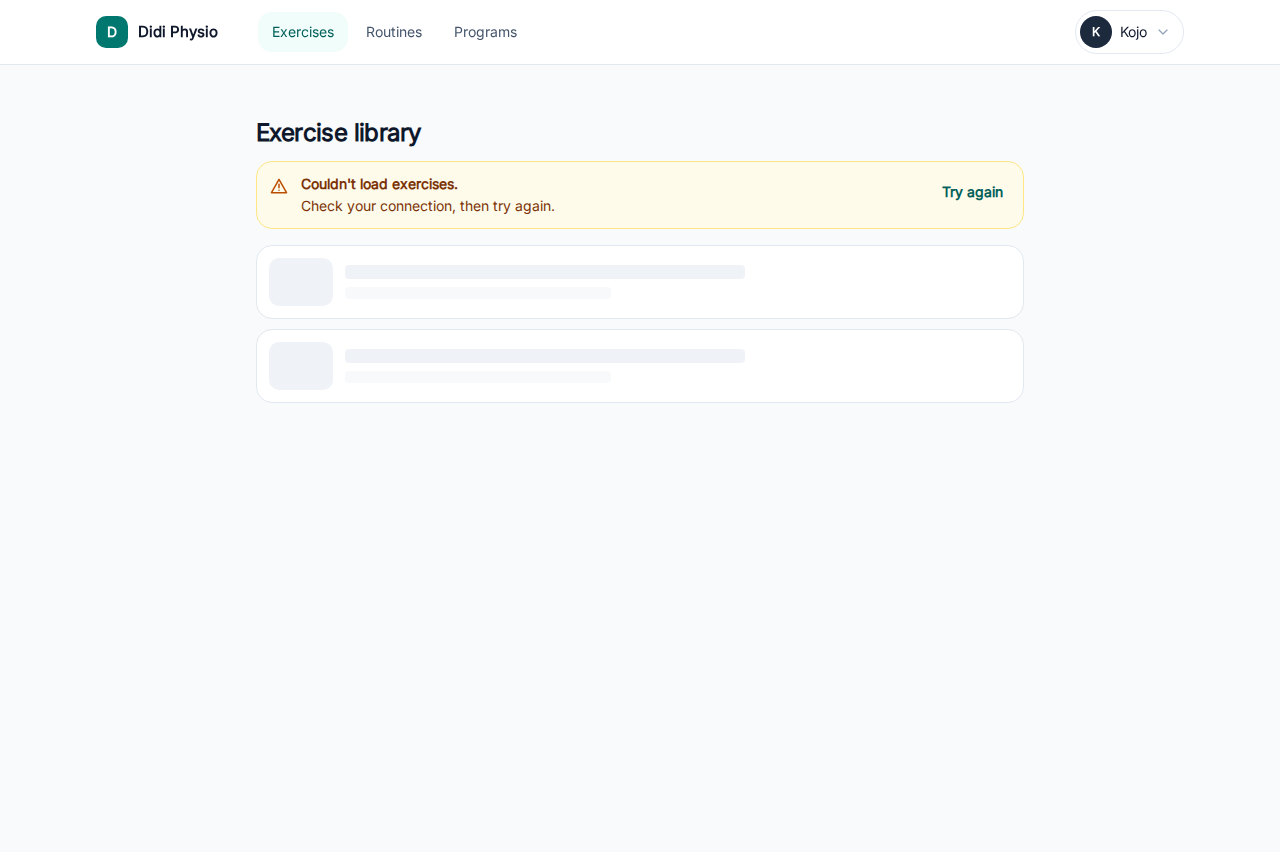 D Didi Physio Exercises Routines Programs K Kojo
Exercise library
Couldn't load exercises.
Check your connection, then try again.
Try again